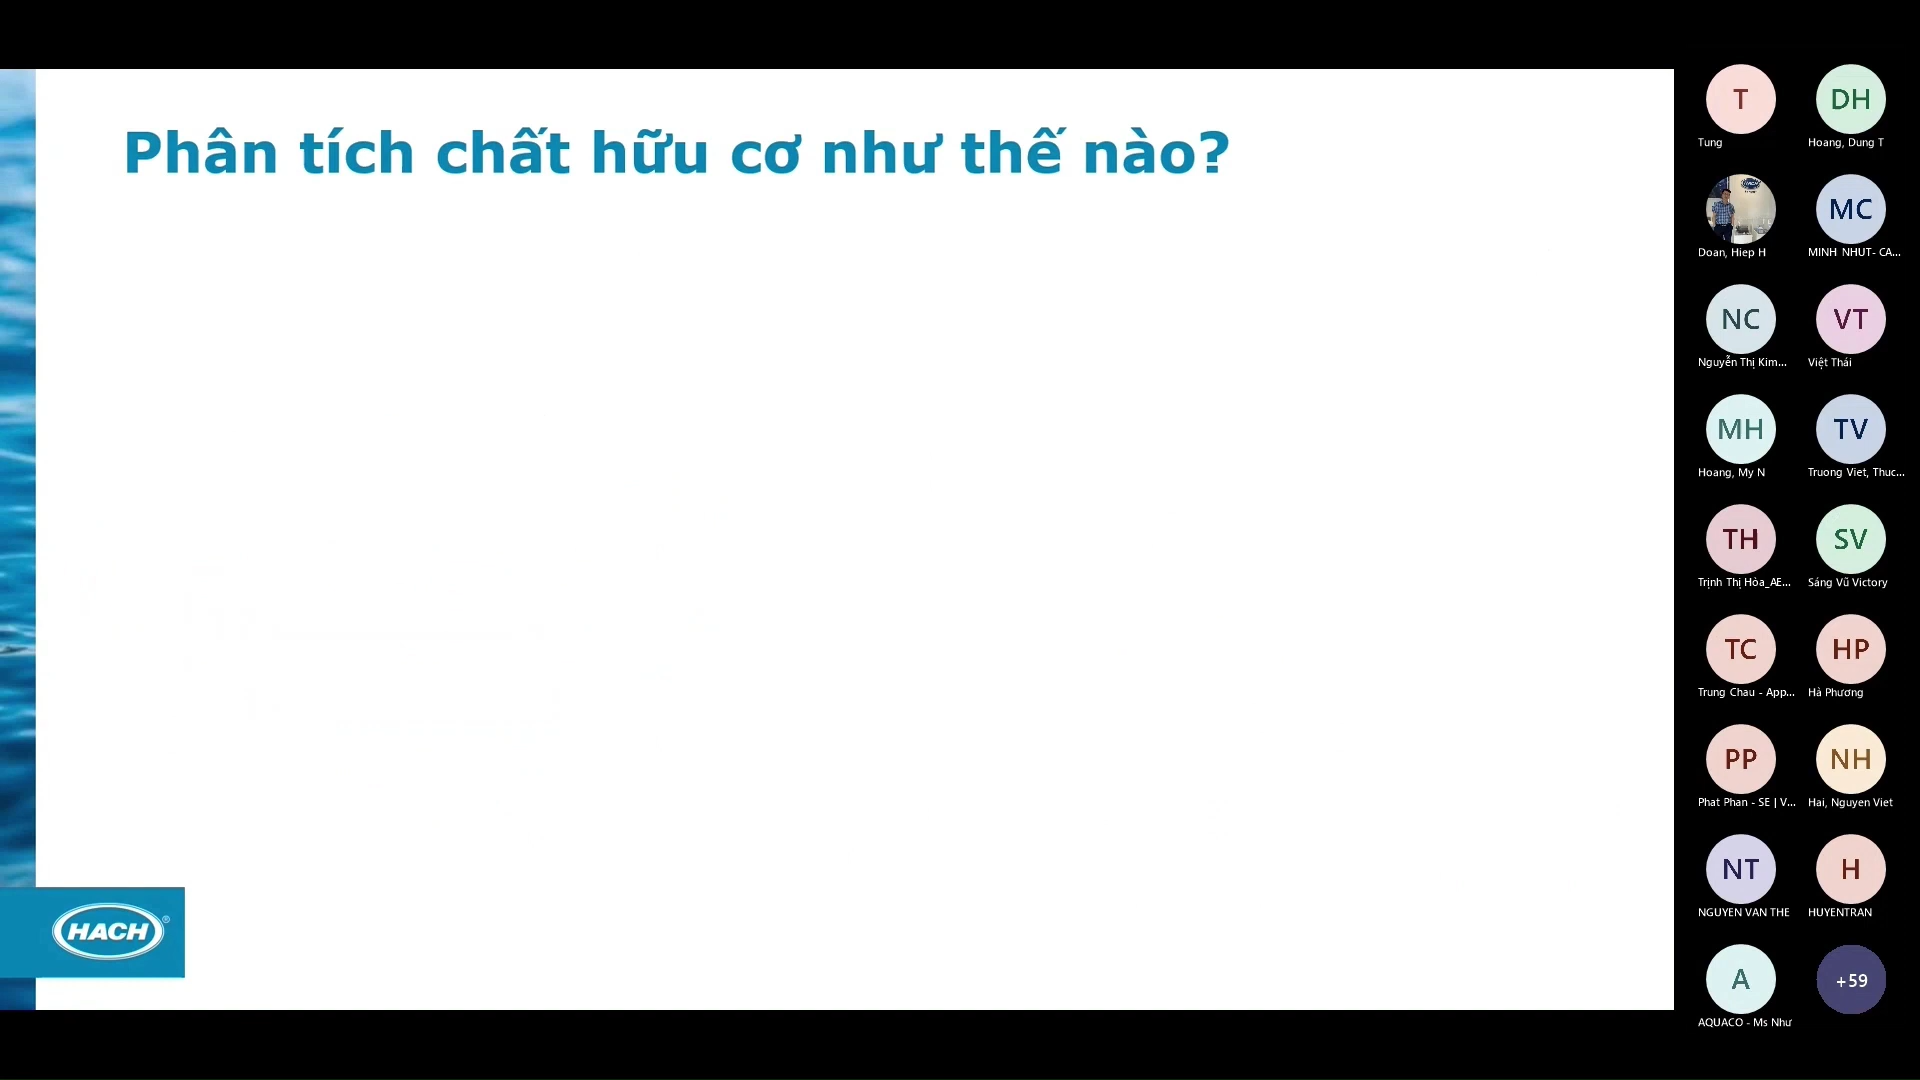 Phân tích chất hữu cơ như thế nào?
HACH®
T
Tung
DH
Hoang, Dung T
HACH
Doan, Hiep H
MC
MINH NHUT- CA...
NC
Nguyễn Thị Kim...
VT
Việt Thái
MH
Hoang, My N
TV
Truong Viet, Thuc...
TH
Trịnh Thị Hòa_AE...
SV
Sáng Vũ Victory
TC
Trung Chau - App...
HP
Hà Phương
PP
Phat Phan - SE | V...
NH
Hai, Nguyen Viet
NT
NGUYEN VAN THE
H
HUYENTRAN
A
AQUACO - Ms Như
+59